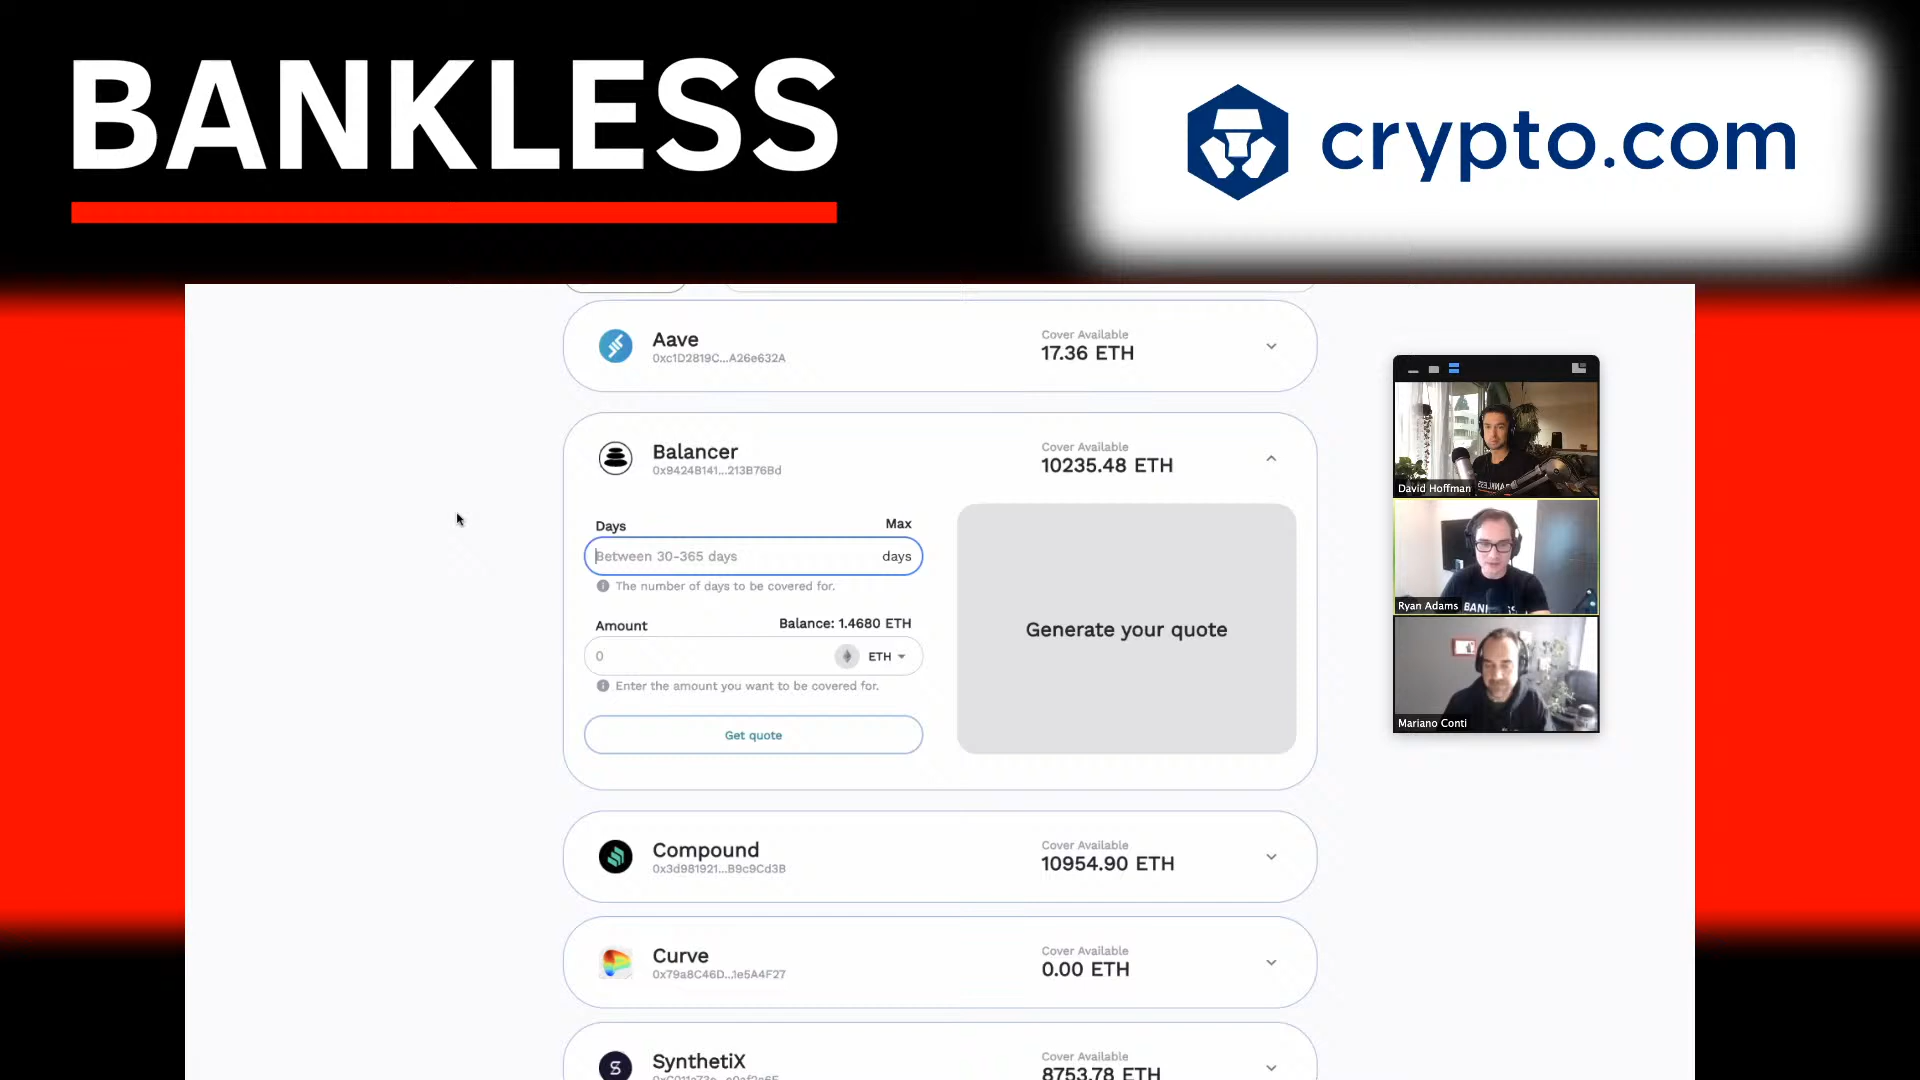 BANKLESS
crypto.com
Aave
0xc1D2819C...A26e632A
Cover Available
17.36 ETH
Balancer
0x9424B141...213B76Bd
Cover Available
10235.48 ETH
Days
Max
Between 30-365 days
days
The number of days to be covered for.
Amount
Balance: 1.4680 ETH
0
ETH
Enter the amount you want to be covered for.
Get quote
Generate your quote
Compound
0x3d981921...B9c9Cd3B
Cover Available
10954.90 ETH
Curve
0x79a8C46D...1e5A4F27
Cover Available
0.00 ETH
SynthetiX
Cover Available
8753.78 ETH
David Hoffman
Ryan Adams
Mariano Conti